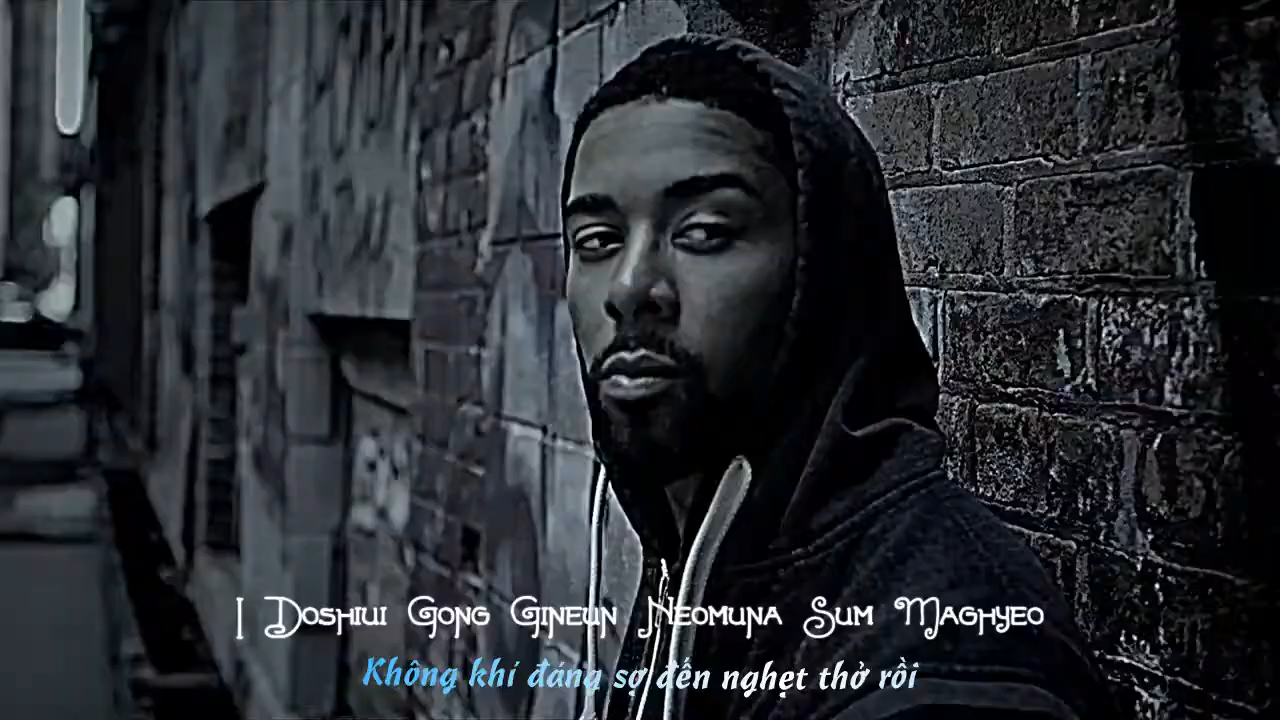 I Doshiui Gong Gineun Neomuna Sum Maghyeo
Không khí đáng sợ đến nghẹt thở rồi